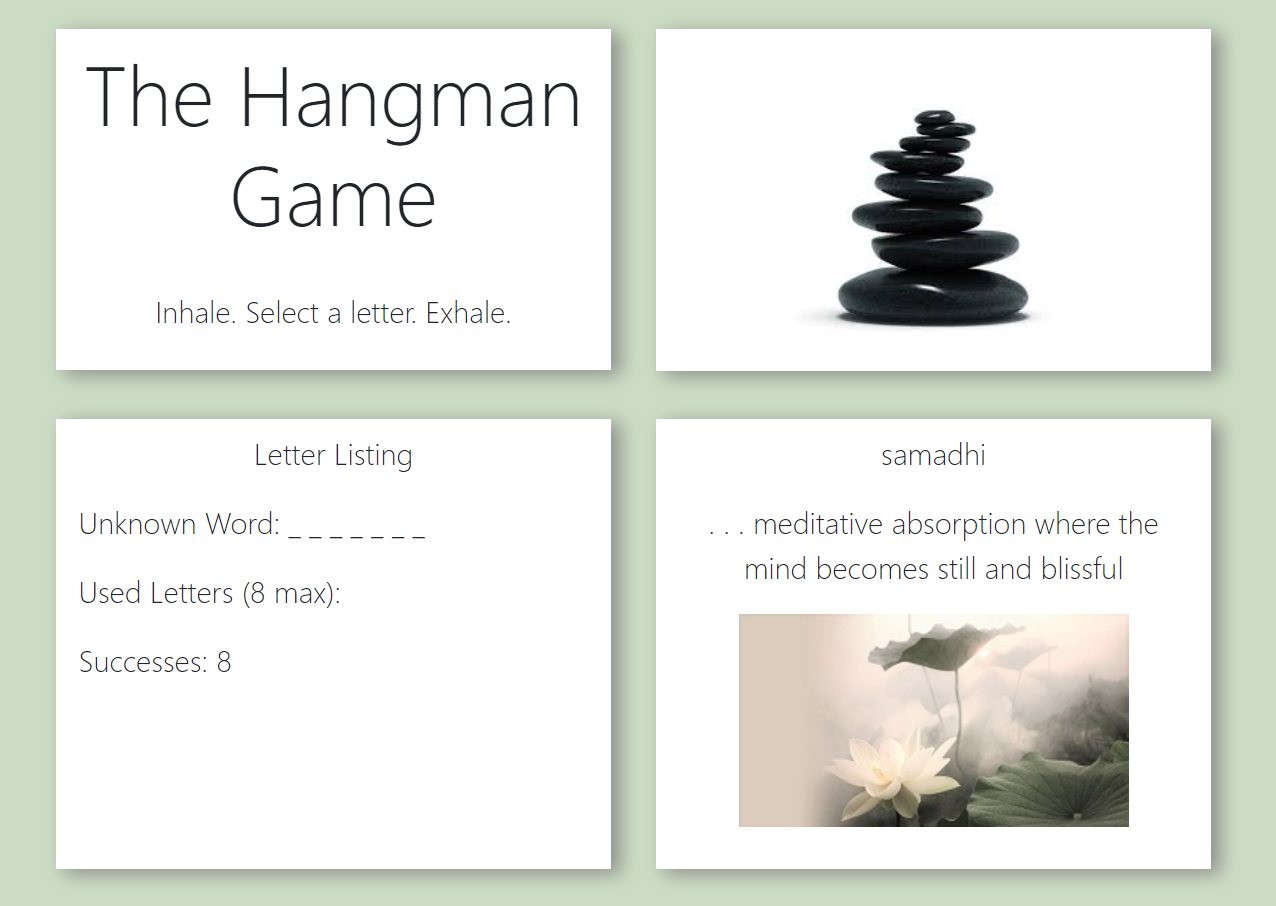 The Hangman
Game
Inhale. Select a letter. Exhale.
Letter Listing
Unknown Word: _ _ _ _ _ _ _
Used Letters (8 max):
Successes: 8
samadhi
. . . meditative absorption where the
mind becomes still and blissful